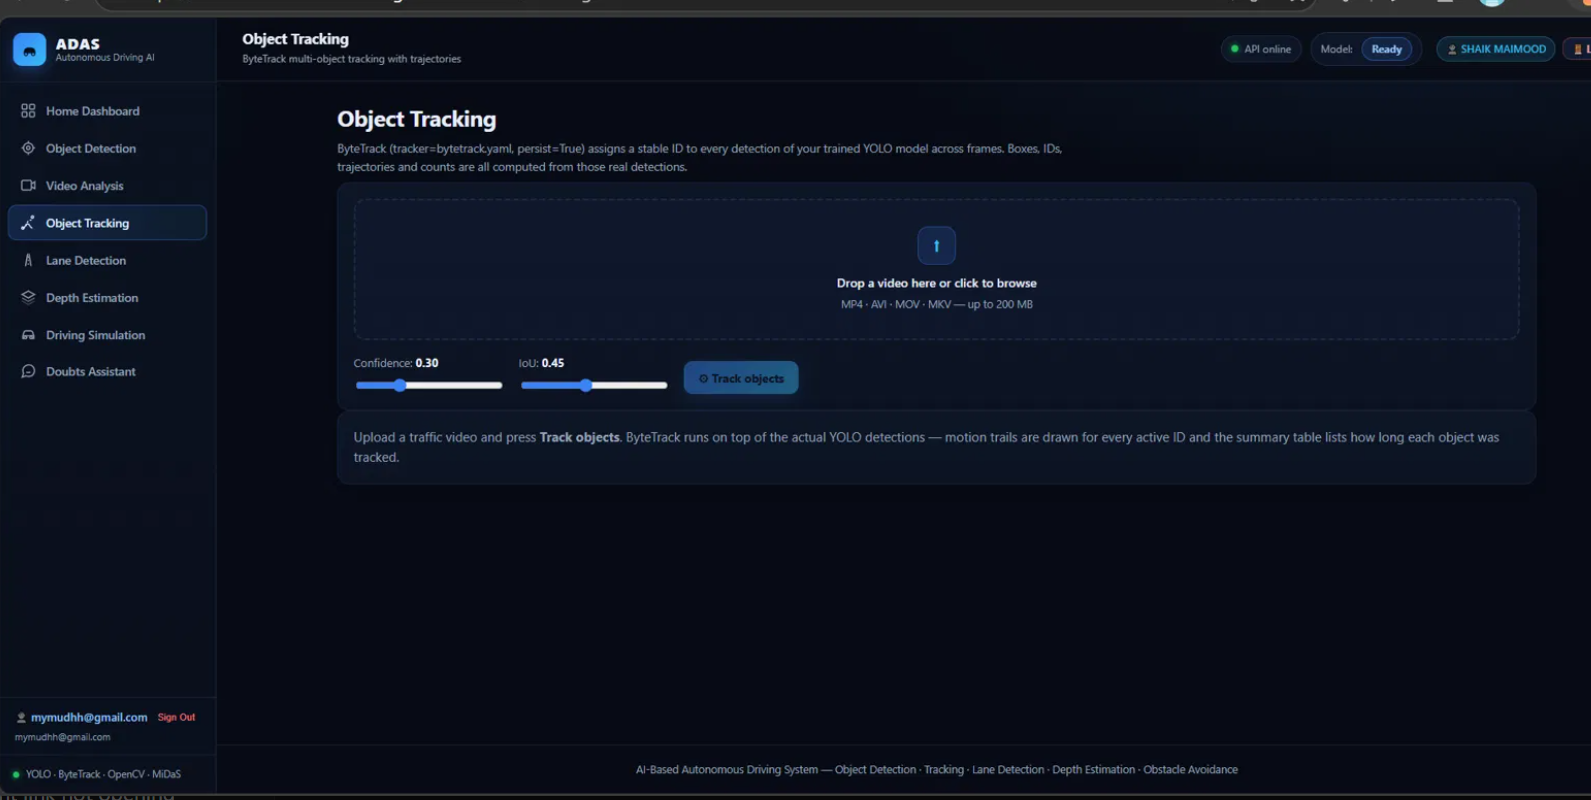 ADAS
Autonomous Driving AI
Object Tracking
ByteTrack multi-object tracking with trajectories
API online
Model: Ready
SHAIK MAIMOOD
Home Dashboard
Object Detection
Video Analysis
Object Tracking
Lane Detection
Depth Estimation
Driving Simulation
Doubts Assistant
mymudhh@gmail.com Sign Out
mymudhh@gmail.com
YOLO · ByteTrack · OpenCV · MiDaS
Object Tracking
ByteTrack (tracker=bytetrack.yaml, persist=True) assigns a stable ID to every detection of your trained YOLO model across frames. Boxes, IDs,
trajectories and counts are all computed from those real detections.
Drop a video here or click to browse
MP4 · AVI · MOV · MKV — up to 200 MB
Confidence: 0.30
IoU: 0.45
Track objects
Upload a traffic video and press Track objects. ByteTrack runs on top of the actual YOLO detections — motion trails are drawn for every active ID and the summary table lists how long each object was
tracked.
AI-Based Autonomous Driving System — Object Detection · Tracking · Lane Detection · Depth Estimation · Obstacle Avoidance